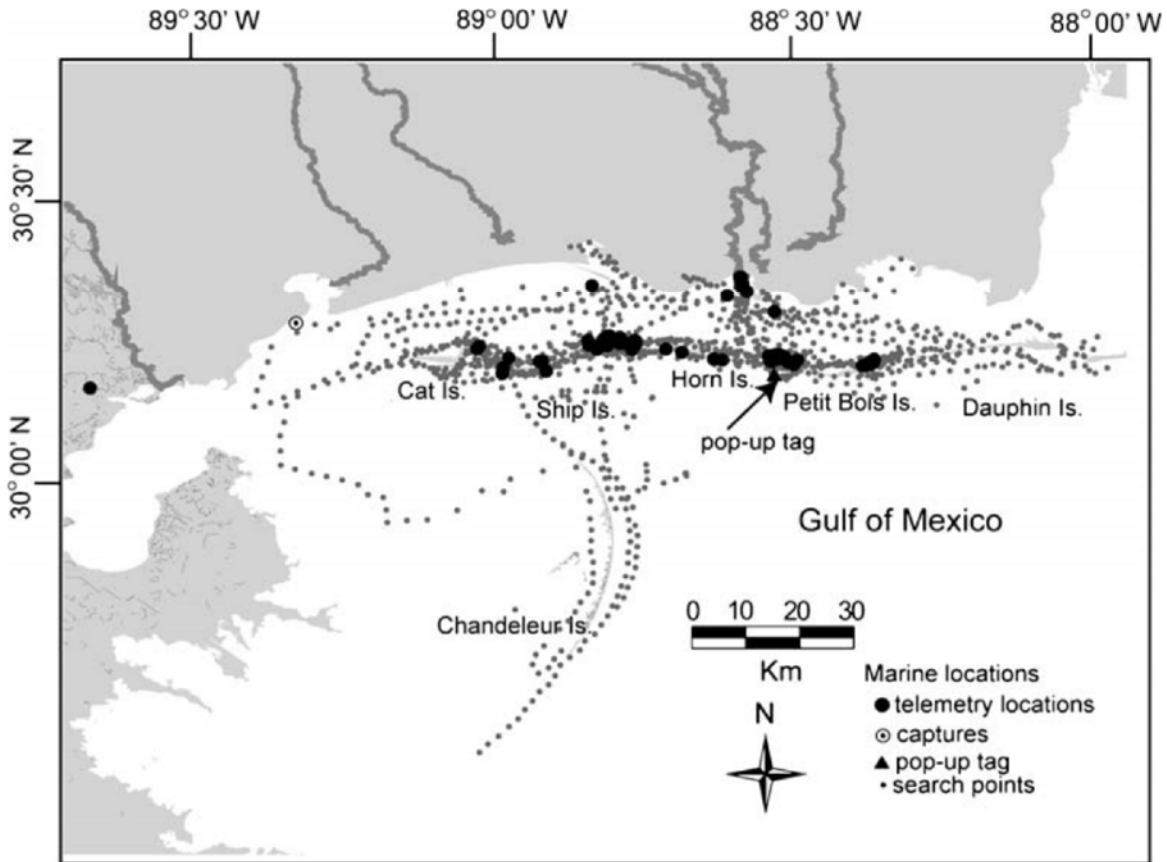 89° 30' W
89° 00' W
88° 30' W
88° 00' W
30° 30' N
30° 00' N
Cat Is.
Ship Is.
Horn Is.
Petit Bois Is.
Dauphin Is.
pop-up tag
Gulf of Mexico
Chandeleur Is.
0 10 20 30
Km
N
Marine locations
telemetry locations
captures
pop-up tag
search points